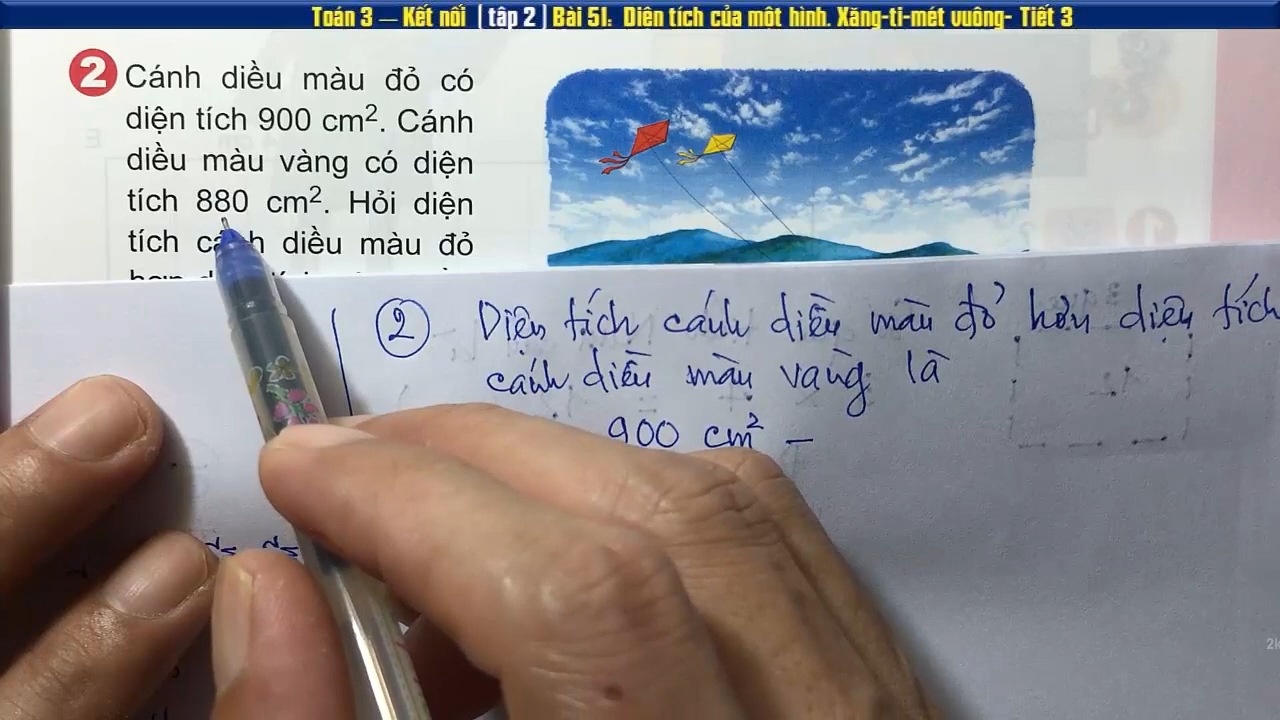 Toán 3 – Kết nối ( tập 2 ) Bài 51: Diện tích của một hình. Xăng-ti-mét vuông- Tiết 3
2 Cánh diều màu đỏ có
diện tích 900 cm². Cánh
diều màu vàng có diện
tích 880 cm². Hỏi diện
tích cánh diều màu đỏ
2 Diện tích cánh diều màu đỏ hơn diện tích
cánh diều màu vàng là
900 cm² –